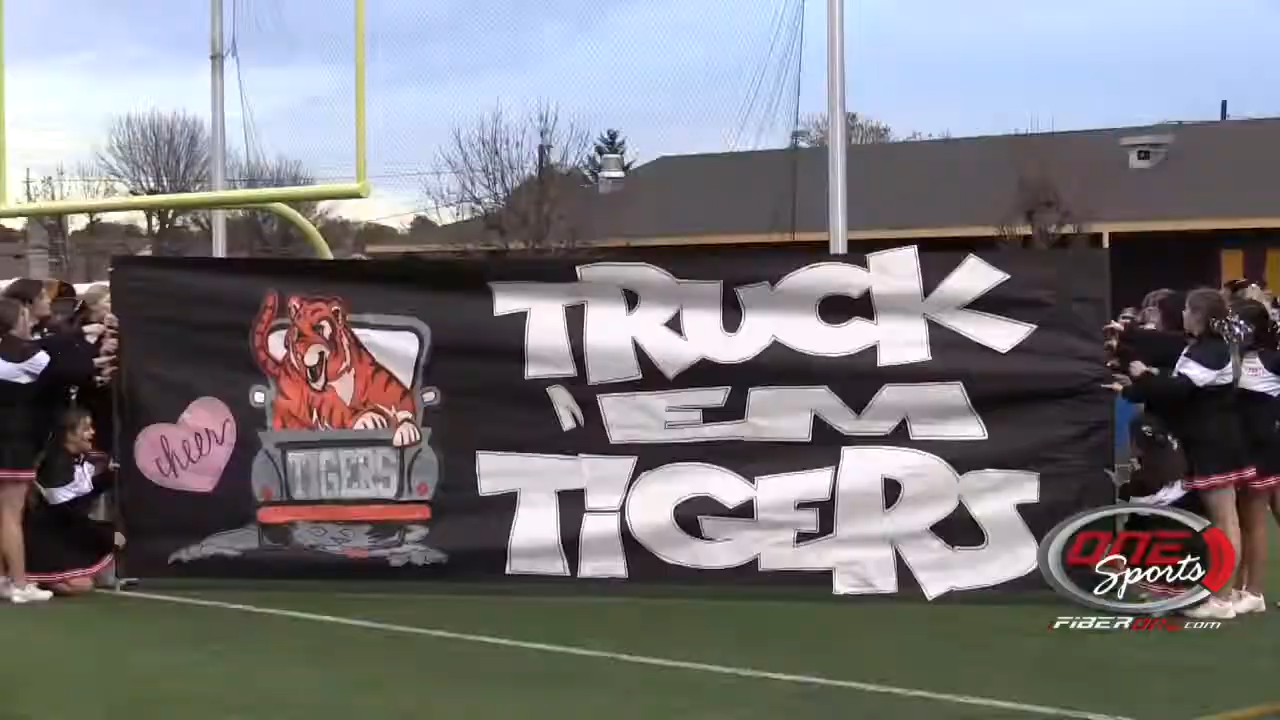 TRUCK
'EM
TIGERS
cheer
TIGERS
ONE
Sports
FIBERONE.com